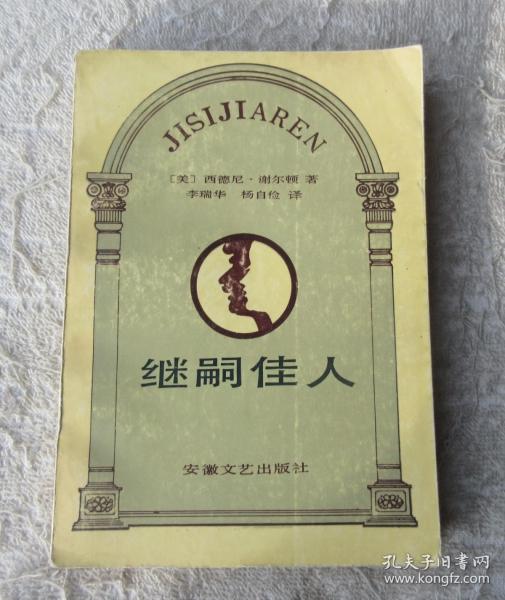 JISIJIAREN
〔美〕西德尼·谢尔顿 著
李瑞华 杨自俭 译
继嗣佳人
安徽文艺出版社
孔夫子旧书网
www.kongfz.com